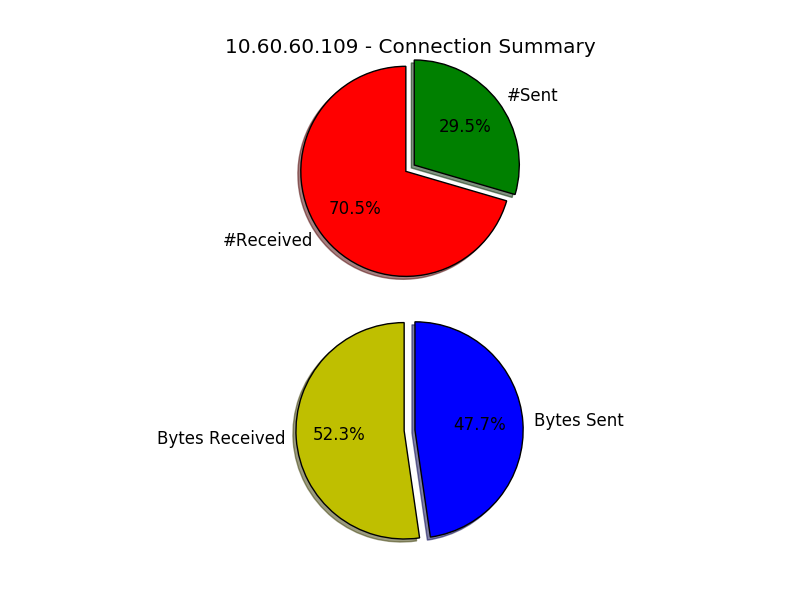 10.60.60.109 - Connection Summary
#Sent
29.5%
70.5%
#Received
Bytes Sent
47.7%
52.3%
Bytes Received